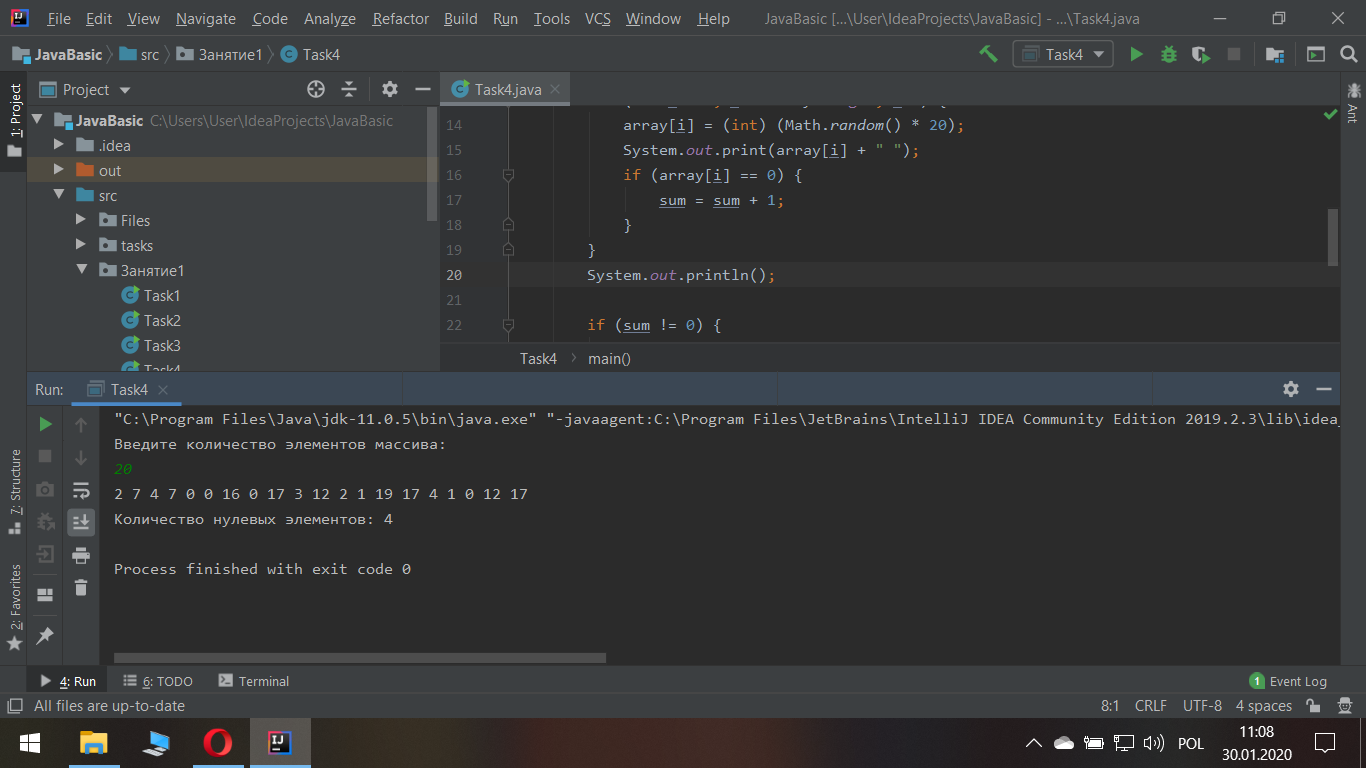 File Edit View Navigate Code Analyze Refactor Build Run Tools VCS Window Help JavaBasic [...\User\IdeaProjects\JavaBasic] - ...\Task4.java
JavaBasic src Занятие1 Task4 Task4
1: Project
Project
Task4.java
Ant
JavaBasic C:\Users\User\IdeaProjects\JavaBasic
.idea
out
src
Files
tasks
Занятие1
Task1
Task2
Task3
Task4
14 array[i] = (int) (Math.random() * 20);
15 System.out.print(array[i] + " ");
16 if (array[i] == 0) {
17 sum = sum + 1;
18 }
19 }
20 System.out.println();
21
22 if (sum != 0) {
Task4 main()
Run: Task4
"C:\Program Files\Java\jdk-11.0.5\bin\java.exe" "-javaagent:C:\Program Files\JetBrains\IntelliJ IDEA Community Edition 2019.2.3\lib\idea_
Введите количество элементов массива:
20
2 7 4 7 0 0 16 0 17 3 12 2 1 19 17 4 1 0 12 17
Количество нулевых элементов: 4
Process finished with exit code 0
7: Structure
2: Favorites
4: Run 6: TODO Terminal 1 Event Log
All files are up-to-date 8:1 CRLF UTF-8 4 spaces
POL
11:08
30.01.2020